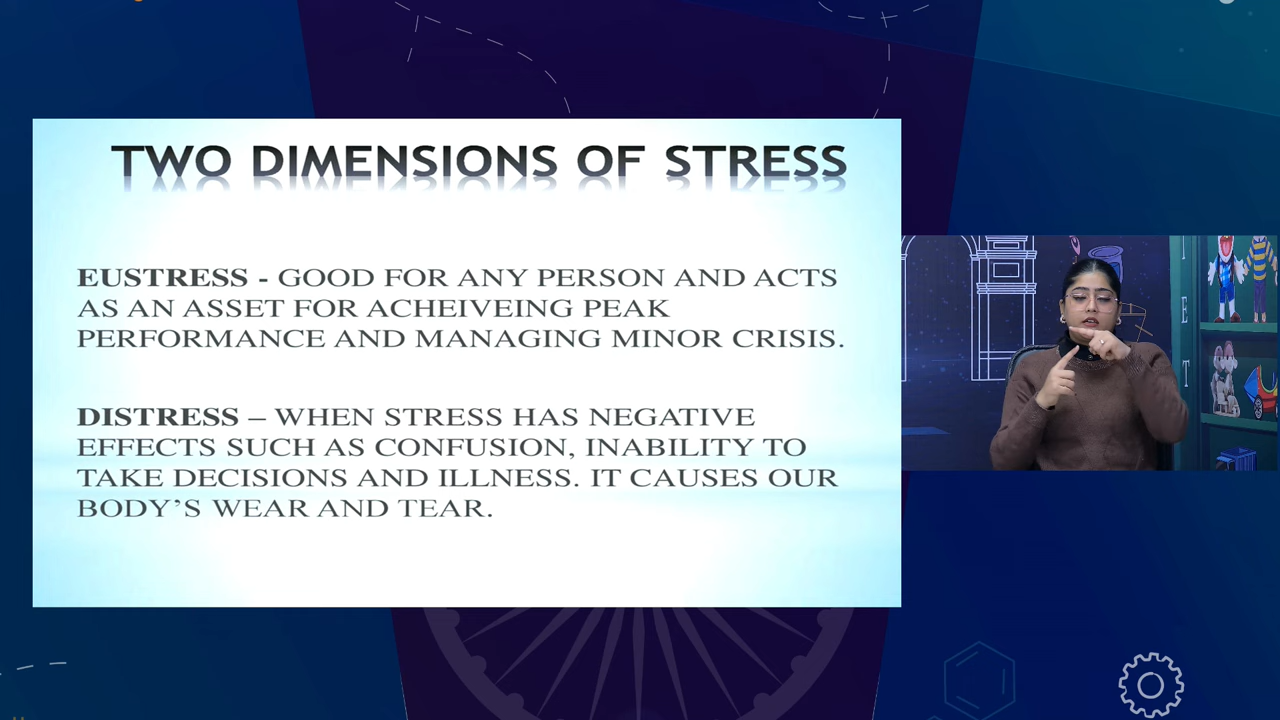 TWO DIMENSIONS OF STRESS
EUSTRESS - GOOD FOR ANY PERSON AND ACTS
AS AN ASSET FOR ACHEIVEING PEAK
PERFORMANCE AND MANAGING MINOR CRISIS.
DISTRESS – WHEN STRESS HAS NEGATIVE
EFFECTS SUCH AS CONFUSION, INABILITY TO
TAKE DECISIONS AND ILLNESS. IT CAUSES OUR
BODY’S WEAR AND TEAR.
I
E
T